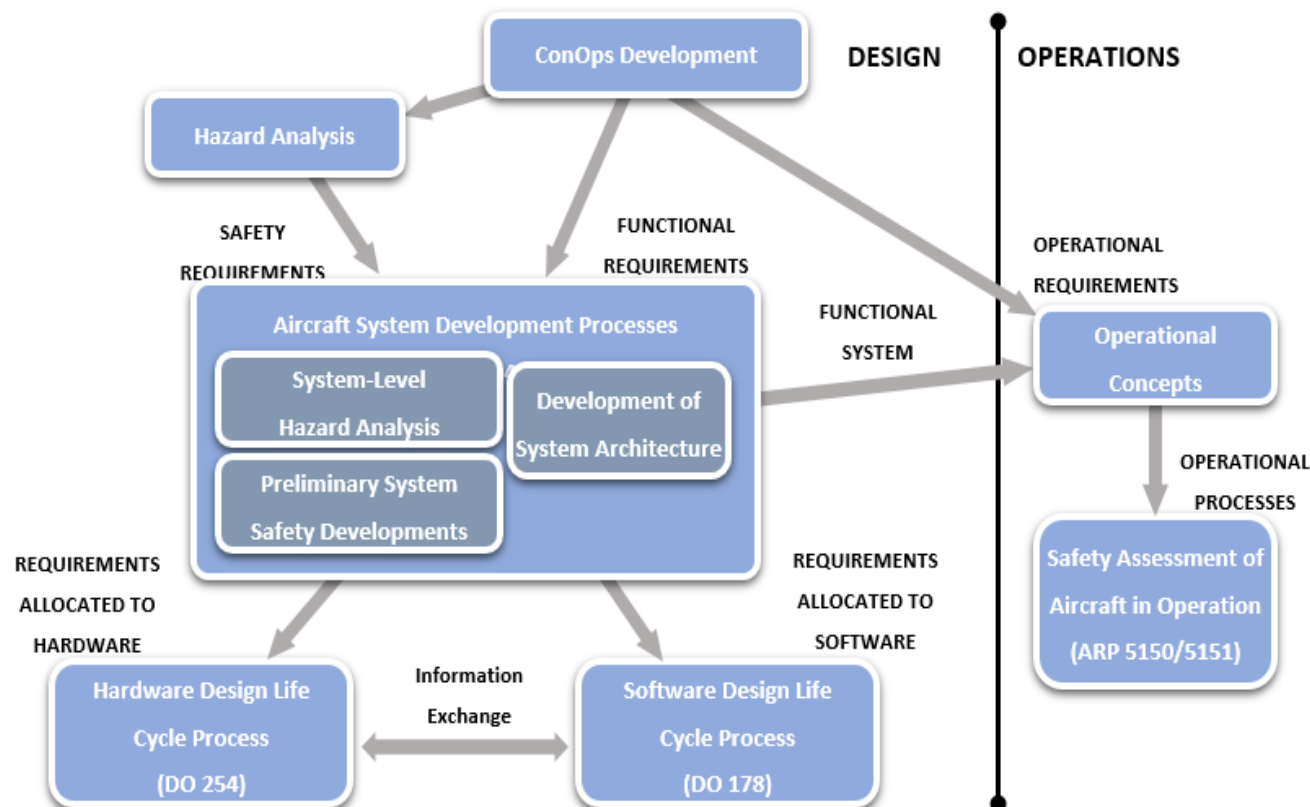 ConOps Development
DESIGN
OPERATIONS
Hazard Analysis
SAFETY
REQUIREMENTS
FUNCTIONAL
REQUIREMENTS
OPERATIONAL
REQUIREMENTS
Aircraft System Development Processes
System-Level
Hazard Analysis
Development of
System Architecture
Preliminary System
Safety Developments
FUNCTIONAL
SYSTEM
Operational
Concepts
OPERATIONAL
PROCESSES
Safety Assessment of
Aircraft in Operation
(ARP 5150/5151)
REQUIREMENTS
ALLOCATED TO
HARDWARE
REQUIREMENTS
ALLOCATED TO
SOFTWARE
Hardware Design Life
Cycle Process
(DO 254)
Information
Exchange
Software Design Life
Cycle Process
(DO 178)